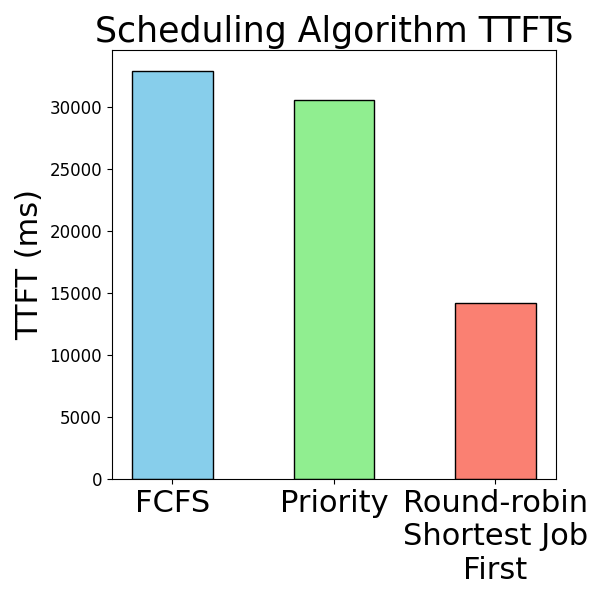 Scheduling Algorithm TTFTs
TTFT (ms)
30000
25000
20000
15000
10000
5000
0
FCFS
Priority
Round-robin
Shortest Job
First